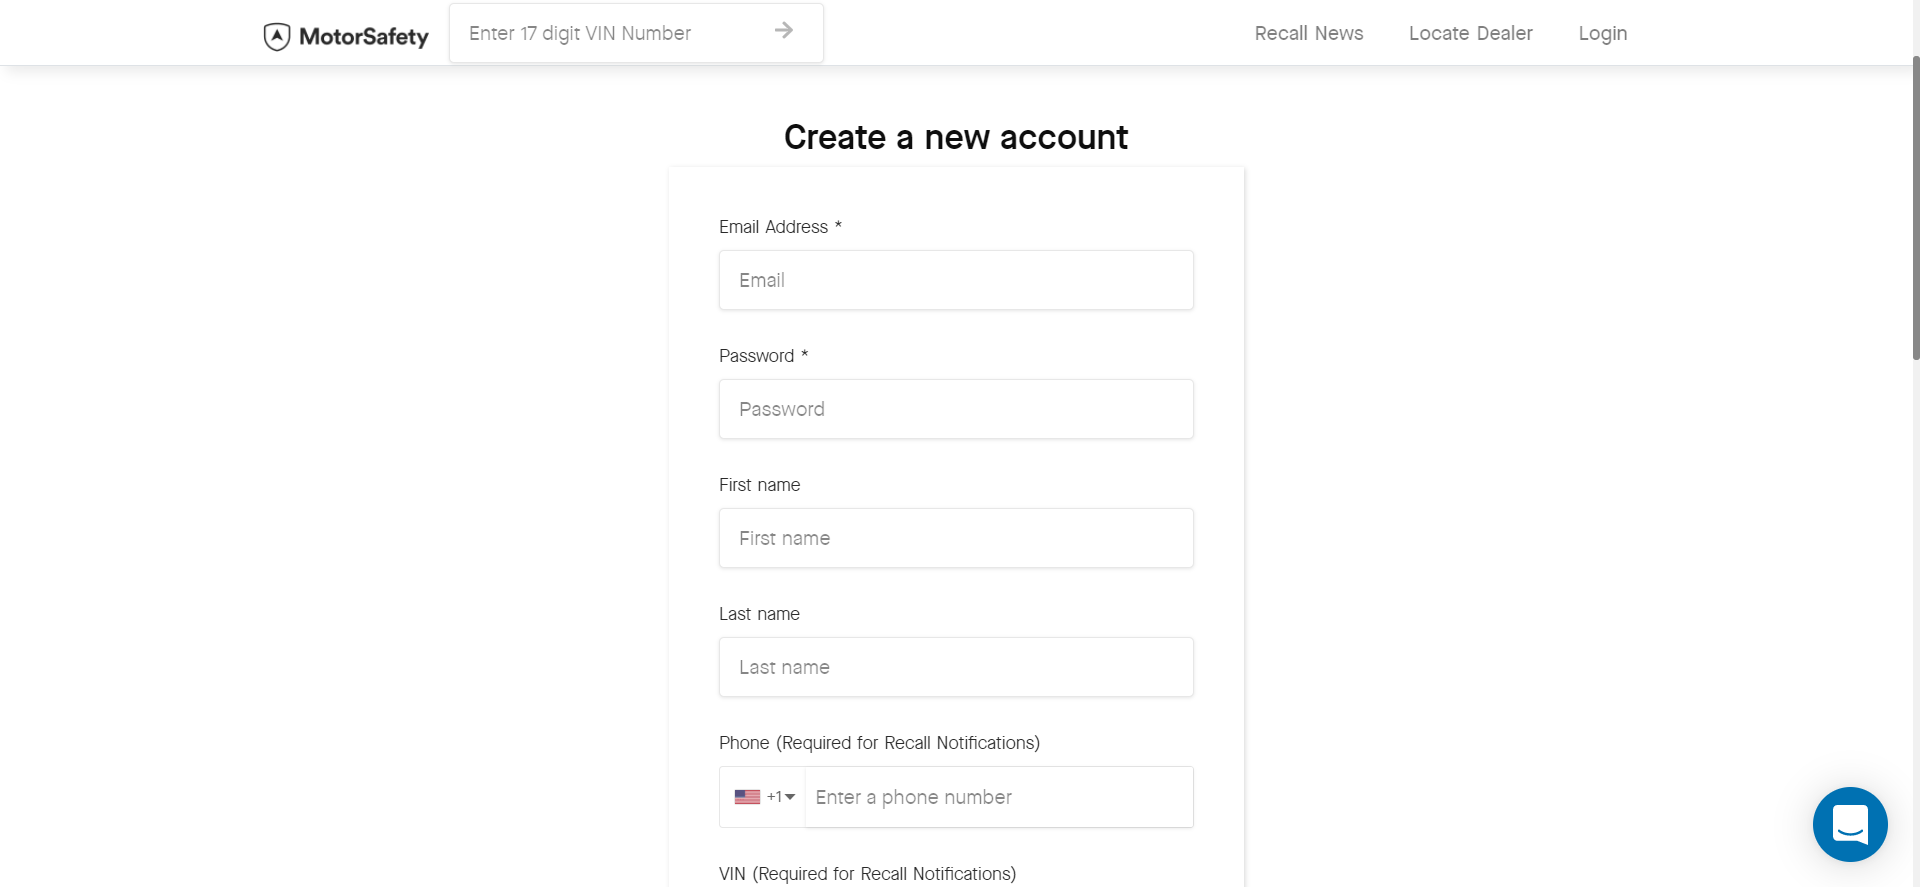 MotorSafety
Enter 17 digit VIN Number
Recall News
Locate Dealer
Login
Create a new account
Email Address *
Email
Password *
Password
First name
First name
Last name
Last name
Phone (Required for Recall Notifications)
+1
Enter a phone number
VIN (Required for Recall Notifications)